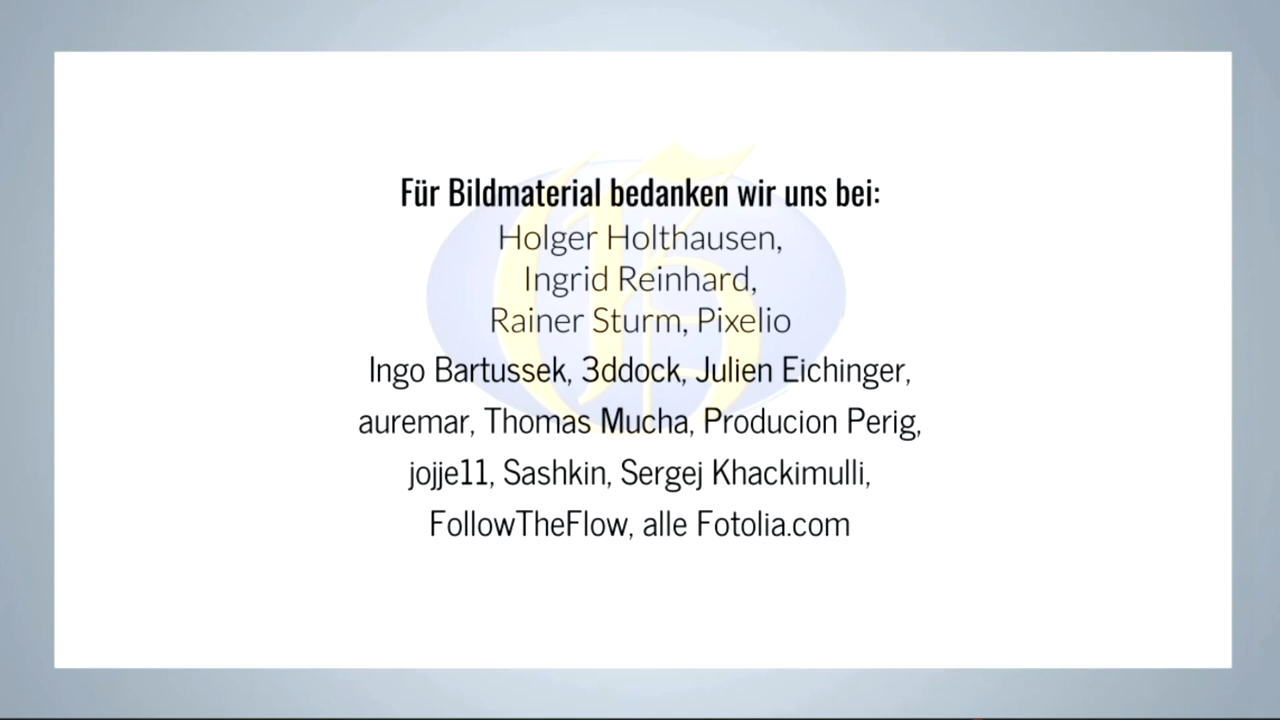 Für Bildmaterial bedanken wir uns bei:
Holger Holthausen,
Ingrid Reinhard,
Rainer Sturm, Pixelio
Ingo Bartussek, 3ddock, Julien Eichinger,
auremar, Thomas Mucha, Producion Perig,
jojje11, Sashkin, Sergej Khackimulli,
FollowTheFlow, alle Fotolia.com